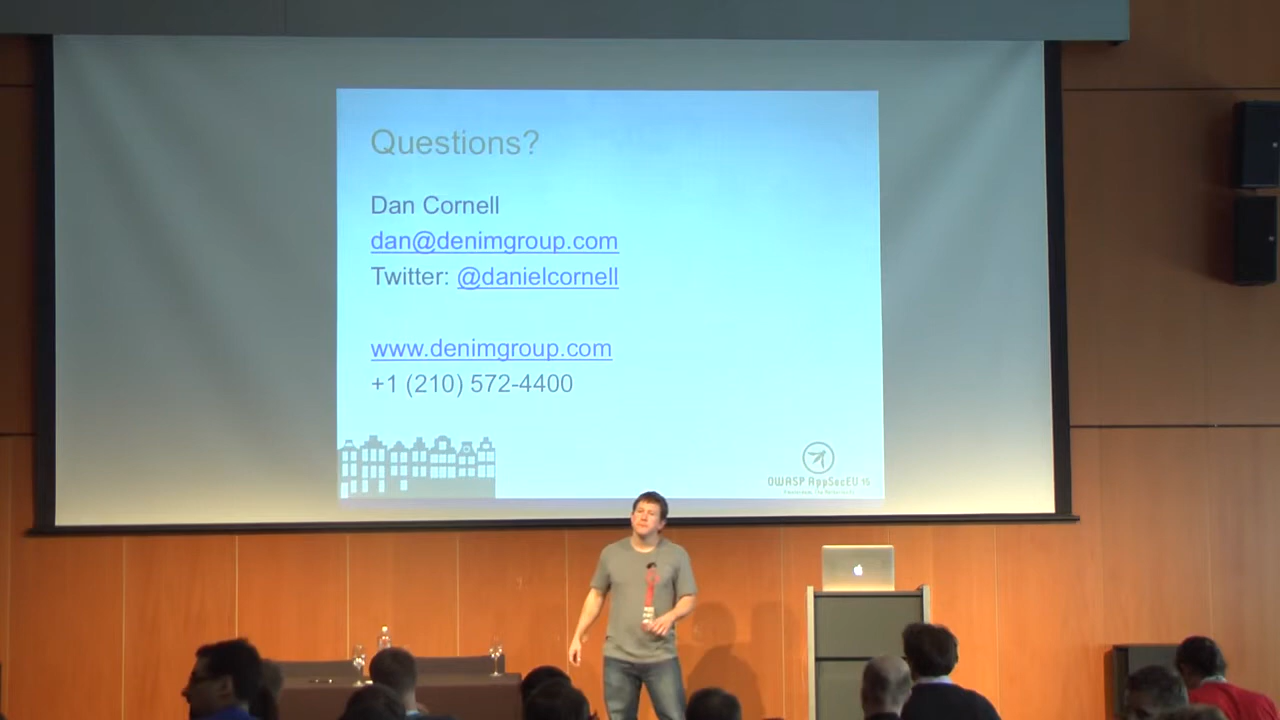 Questions?
Dan Cornell
dan@denimgroup.com
Twitter: @danielcornell
www.denimgroup.com
+1 (210) 572-4400
OWASP AppSecEU 15